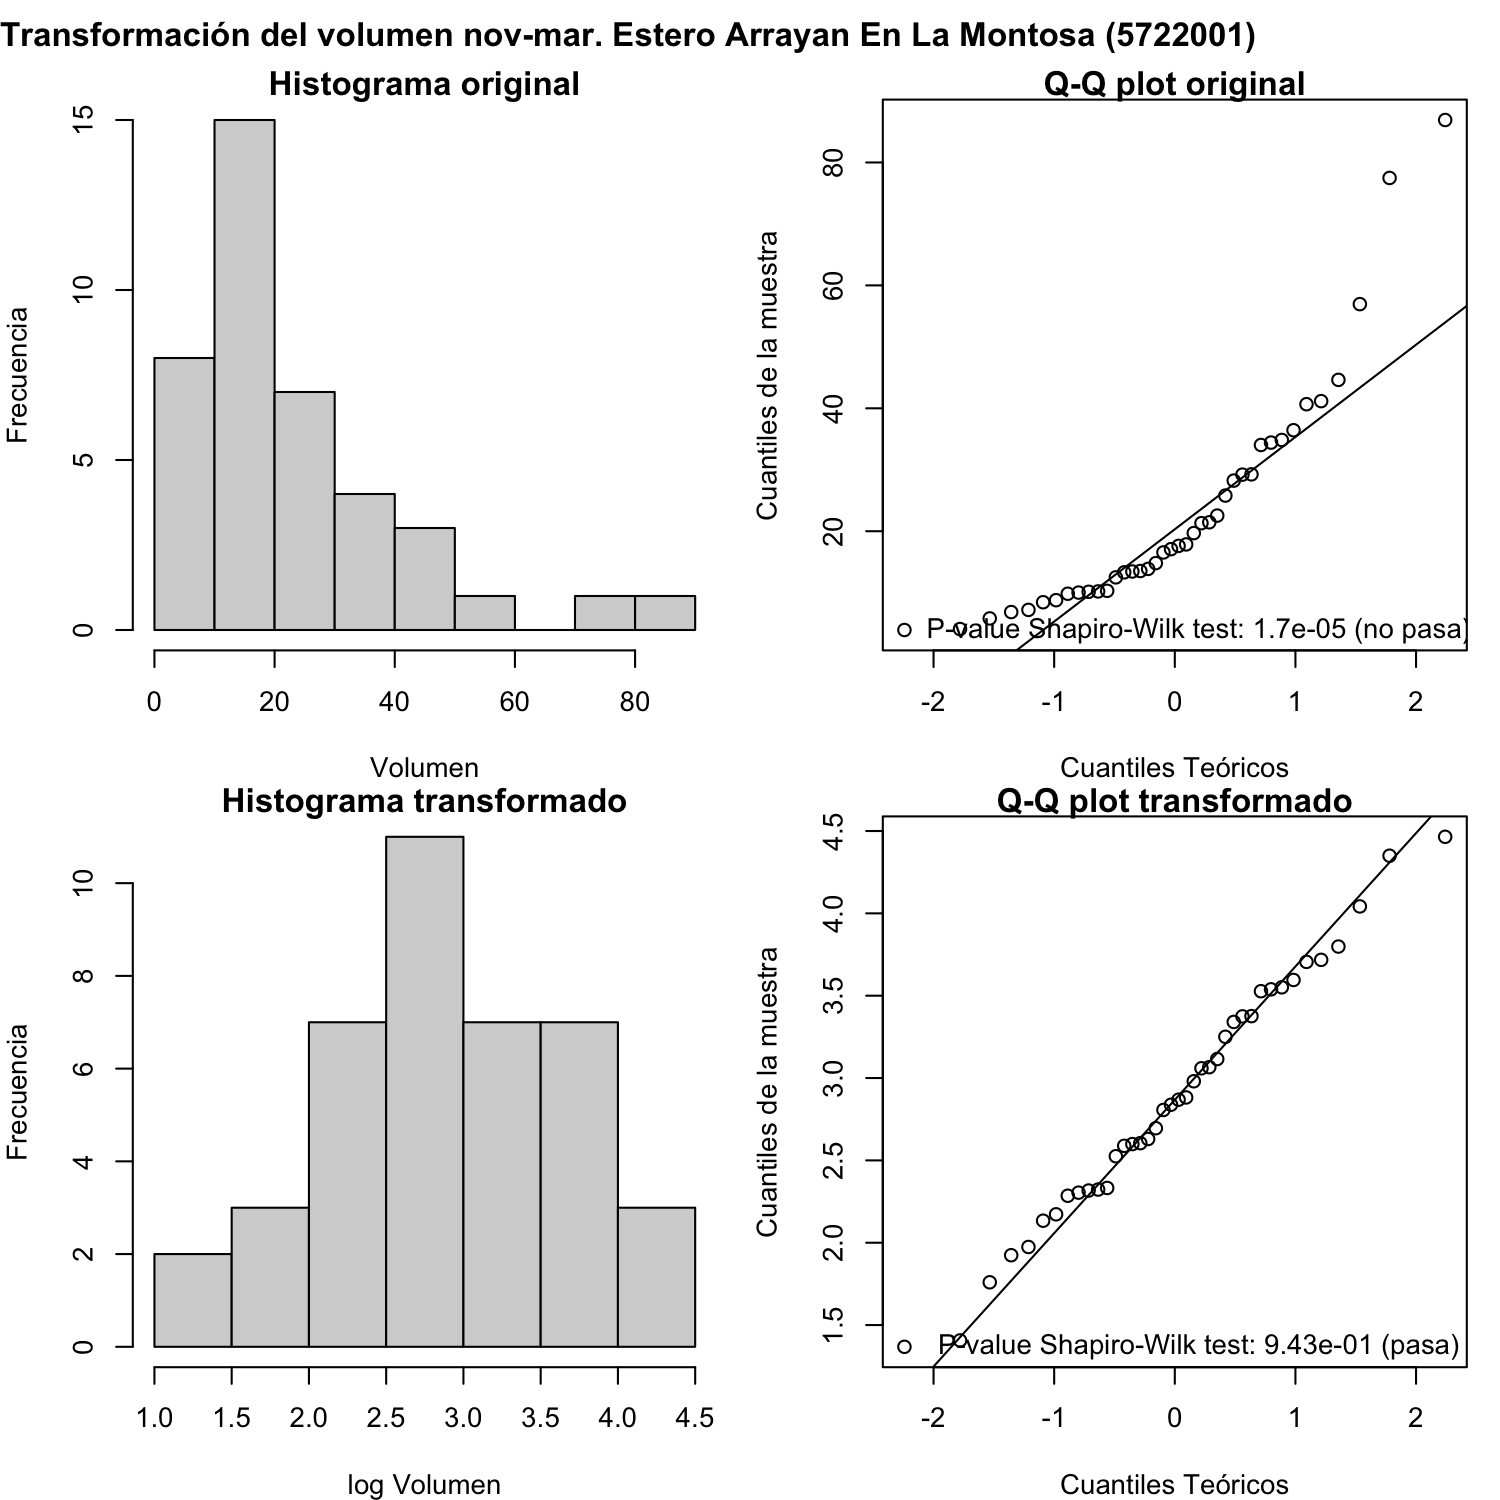 Transformación del volumen nov-mar. Estero Arrayan En La Montosa (5722001)
Histograma original
15
10
5
0
Frecuencia
0 20 40 60 80
Volumen
Q-Q plot original
80
60
40
20
Cuantiles de la muestra
P-value Shapiro-Wilk test: 1.7e-05 (no pasa)
-2 -1 0 1 2
Cuantiles Teóricos
Histograma transformado
10
8
6
4
2
0
Frecuencia
1.0 1.5 2.0 2.5 3.0 3.5 4.0 4.5
log Volumen
Q-Q plot transformado
4.5
4.0
3.5
3.0
2.5
2.0
1.5
Cuantiles de la muestra
P-value Shapiro-Wilk test: 9.43e-01 (pasa)
-2 -1 0 1 2
Cuantiles Teóricos